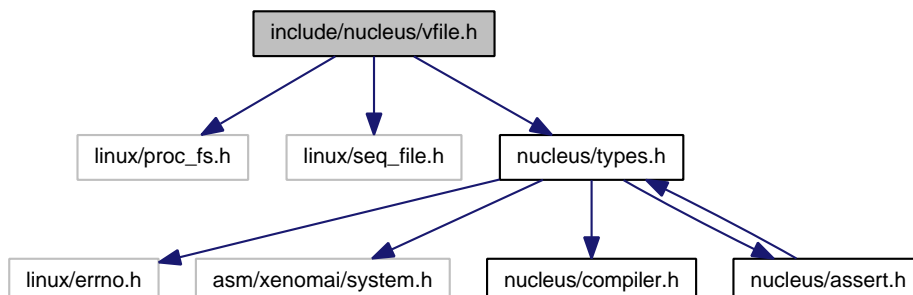 include/nucleus/vfile.h
linux/proc_fs.h
linux/seq_file.h
nucleus/types.h
linux/errno.h
asm/xenomai/system.h
nucleus/compiler.h
nucleus/assert.h